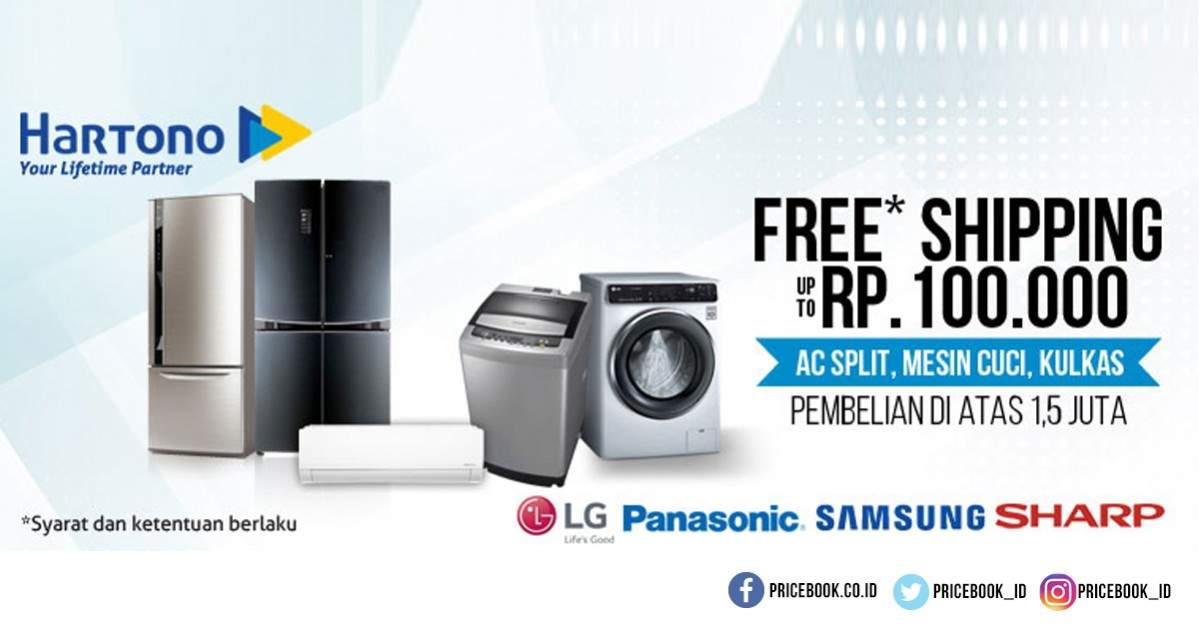 HARTONO
Your Lifetime Partner
FREE* SHIPPING
UP TO RP. 100.000
AC SPLIT, MESIN CUCI, KULKAS
PEMBELIAN DI ATAS 1,5 JUTA
*Syarat dan ketentuan berlaku
LG Panasonic SAMSUNG SHARP
Life's Good
PRICEBOOK.CO.ID PRICEBOOK_ID PRICEBOOK_ID